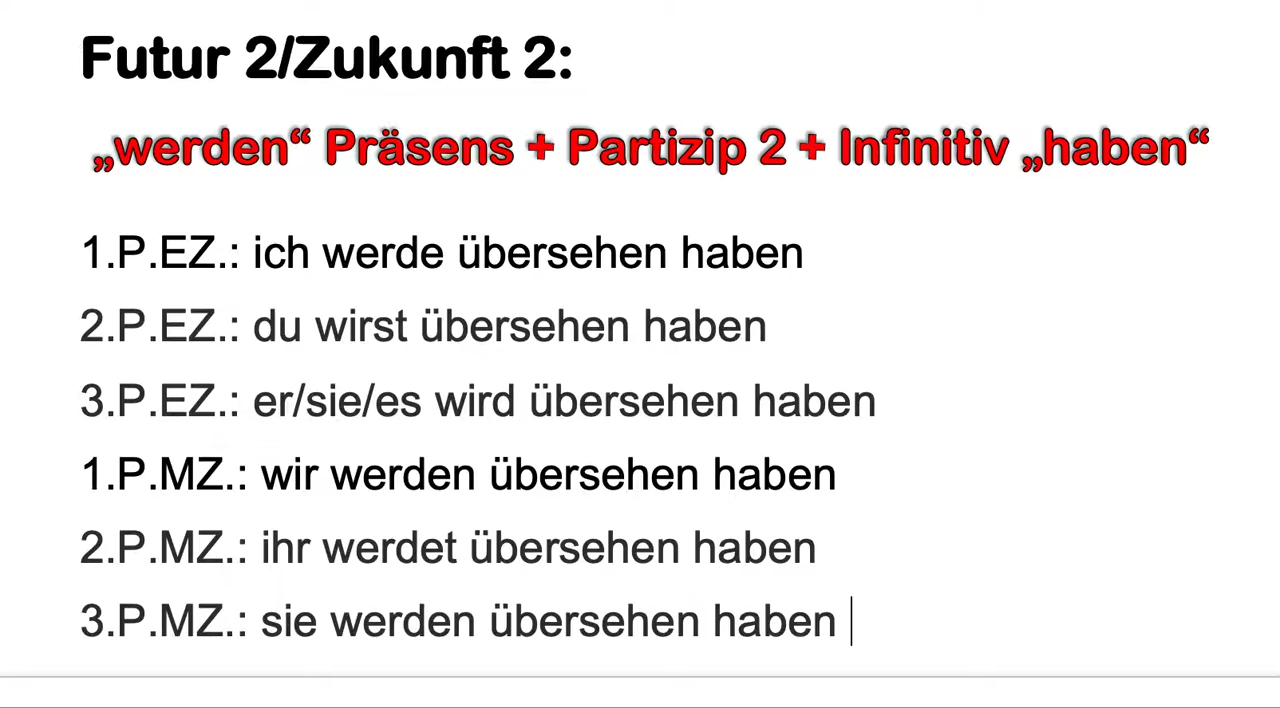 Futur 2/Zukunft 2:
„werden“ Präsens + Partizip 2 + Infinitiv „haben“
1.P.EZ.: ich werde übersehen haben
2.P.EZ.: du wirst übersehen haben
3.P.EZ.: er/sie/es wird übersehen haben
1.P.MZ.: wir werden übersehen haben
2.P.MZ.: ihr werdet übersehen haben
3.P.MZ.: sie werden übersehen haben